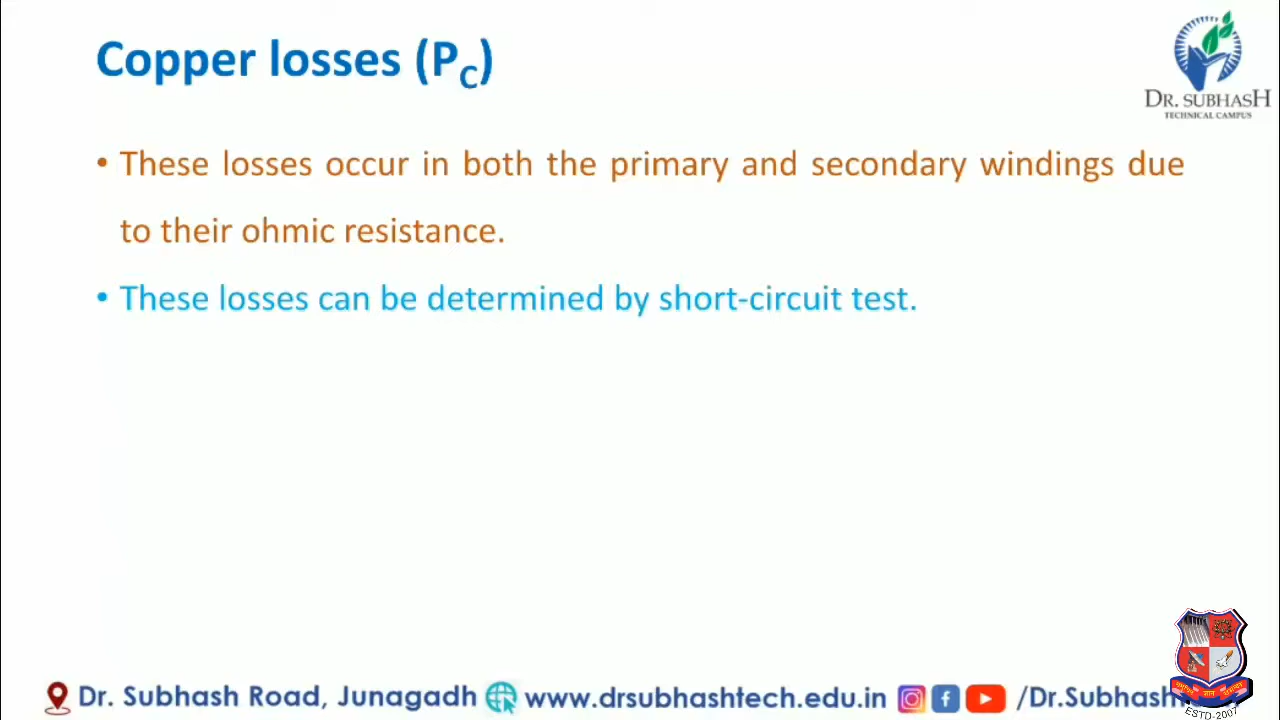 Copper losses (PC)
DR. SUBHASH
TECHNICAL CAMPUS
• These losses occur in both the primary and secondary windings due
to their ohmic resistance.
• These losses can be determined by short-circuit test.
Dr. Subhash Road, Junagadh www.drsubhashtech.edu.in /Dr.Subhash
ESTD-2007